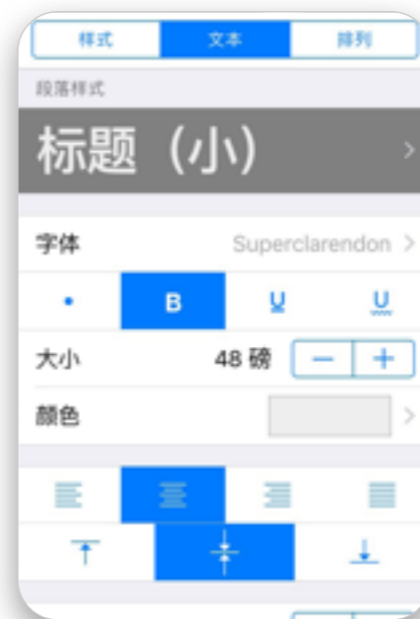 样式 文本 排列
段落样式
标题（小）
字体 Superclarendon
B U U
大小 48 磅
颜色